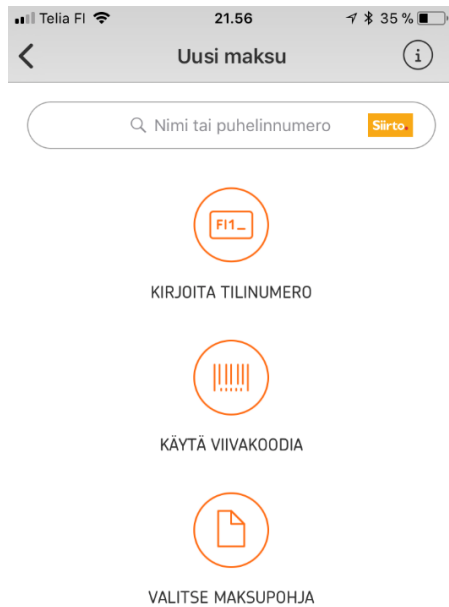 Telia FI 21.56 35 %
Uusi maksu
Nimi tai puhelinnumero Siirto.
FI1_
KIRJOITA TILINUMERO
KÄYTÄ VIIVAKOODIA
VALITSE MAKSUPOHJA